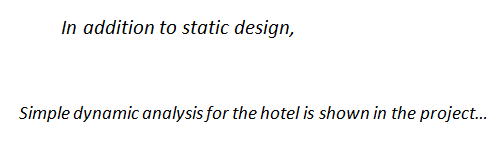 In addition to static design,
Simple dynamic analysis for the hotel is shown in the project…